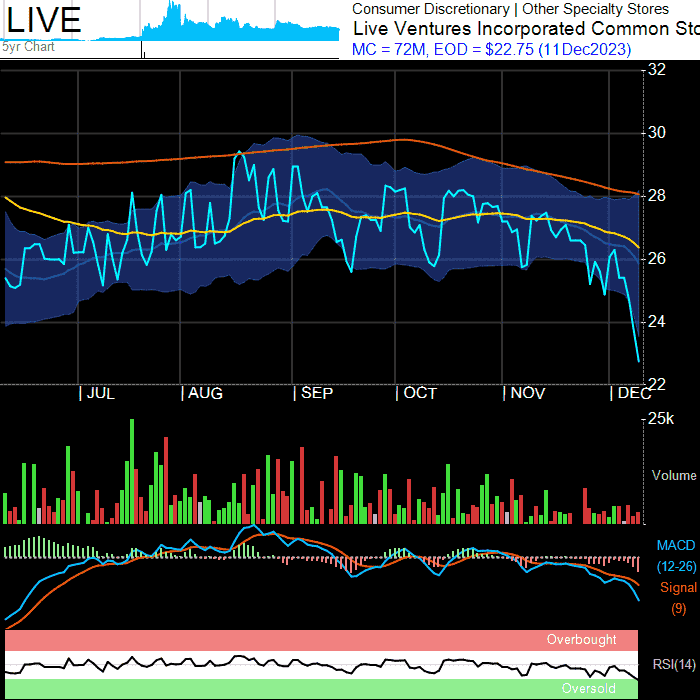 LIVE
5yr Chart
Consumer Discretionary | Other Specialty Stores
Live Ventures Incorporated Common Sto
MC = 72M, EOD = $22.75 (11Dec2023)
32
30
28
26
24
22
| JUL | AUG | SEP | OCT | NOV | DEC
25k
Volume
MACD
(12-26)
Signal
(9)
Overbought
RSI(14)
Oversold